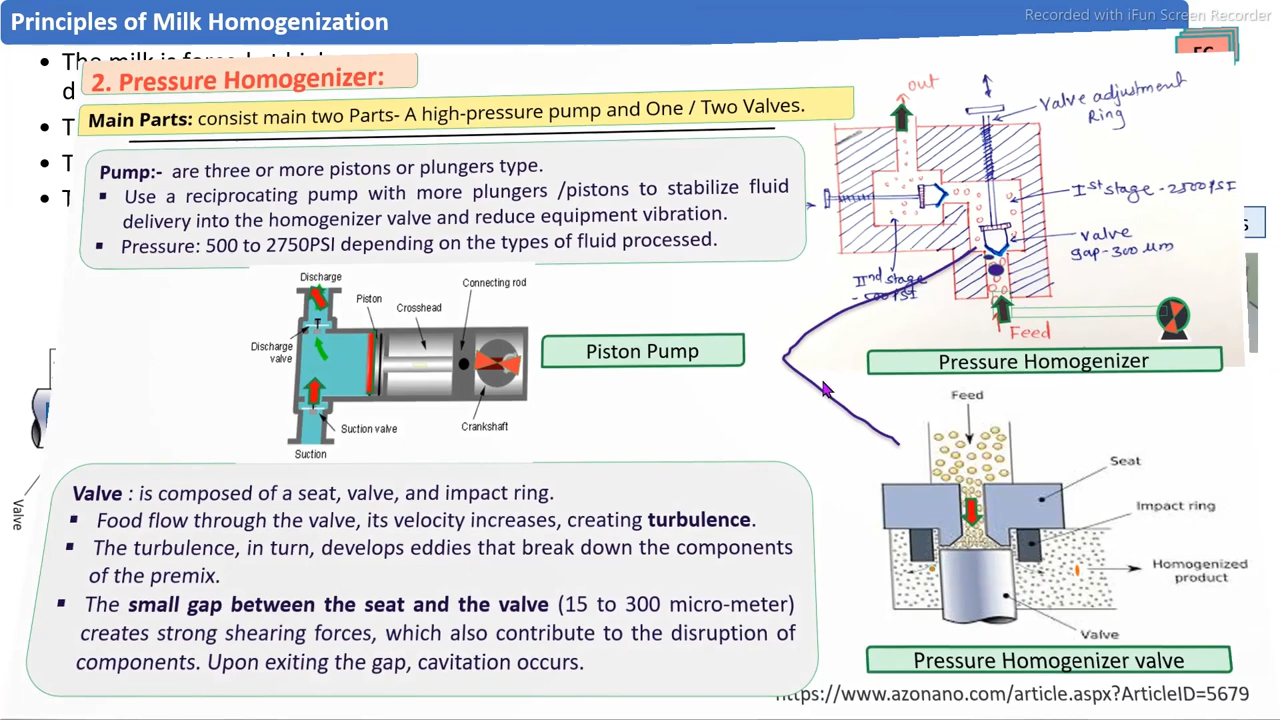 Principles of Milk Homogenization
Recorded with iFun Screen Recorder
2. Pressure Homogenizer:
Main Parts: consist main two Parts- A high-pressure pump and One / Two Valves.
Pump:- are three or more pistons or plungers type.
▪ Use a reciprocating pump with more plungers /pistons to stabilize fluid
delivery into the homogenizer valve and reduce equipment vibration.
▪ Pressure: 500 to 2750PSI depending on the types of fluid processed.
Discharge
Piston
Crosshead
Connecting rod
Discharge
valve
Suction valve
Crankshaft
Suction
Piston Pump
Valve : is composed of a seat, valve, and impact ring.
▪ Food flow through the valve, its velocity increases, creating turbulence.
▪ The turbulence, in turn, develops eddies that break down the components
of the premix.
▪ The small gap between the seat and the valve (15 to 300 micro-meter)
creates strong shearing forces, which also contribute to the disruption of
components. Upon exiting the gap, cavitation occurs.
Valve
out
Valve adjustment
Ring
Ist stage - 2500 PSI
valve
gap-300 µm
IInd stage
- 500 PSI
Feed
Pressure Homogenizer
Feed
Seat
Impact ring
Homogenized
product
Valve
Pressure Homogenizer valve
https://www.azonano.com/article.aspx?ArticleID=5679